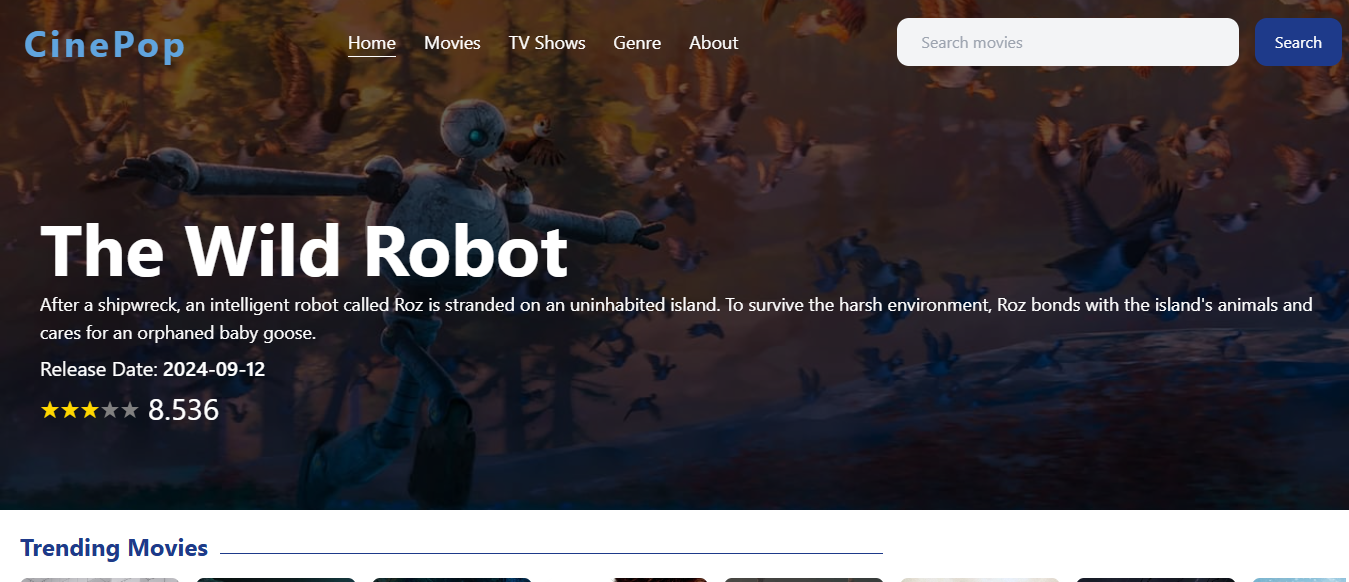 CinePop
Home Movies TV Shows Genre About
Search movies
Search
The Wild Robot
After a shipwreck, an intelligent robot called Roz is stranded on an uninhabited island. To survive the harsh environment, Roz bonds with the island's animals and
cares for an orphaned baby goose.
Release Date: 2024-09-12
★★★★★ 8.536
Trending Movies